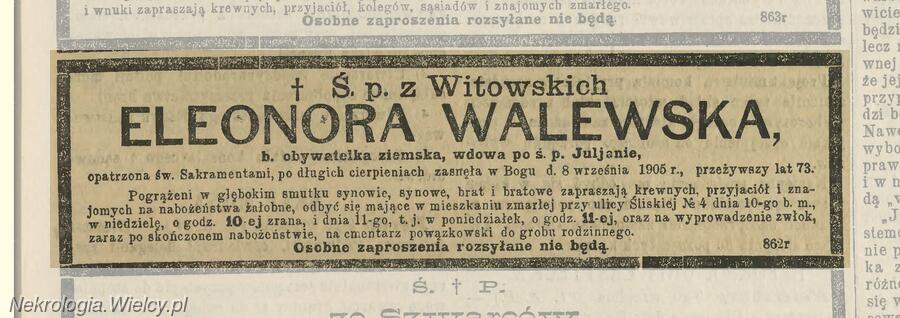 i wnuki zapraszają krewnych, przyjaciół, kolegów, sąsiadów i znajomych zmarłego.
Osobne zaproszenia rozsyłane nie będą. 863r
† Ś. p. z Witowskich
ELEONORA WALEWSKA,
b. obywatelka ziemska, wdowa po ś. p. Juljanie,
opatrzona św. Sakramentami, po długich cierpieniach zasnęła w Bogu d. 8 września 1905 r., przeżywszy lat 73.
Pogrążeni w głębokim smutku synowie, synowe, brat i bratowe zapraszają krewnych, przyjaciół i zna-
jomych na nabożeństwa żałobne, odbyć się mające w mieszkaniu zmarłej przy ulicy Śliskiej № 4 dnia 10-go b. m.,
w niedzielę, o godz. 10-ej zrana, i dnia 11-go, t. j. w poniedziałek, o godz. 11-ej, oraz na wyprowadzenie zwłok,
zaraz po skończonem nabożeństwie, na cmentarz powązkowski do grobu rodzinnego.
Osobne zaproszenia rozsyłane nie będą. 862r
Ś. † P.
ze Szwarców
Nekrologia.Wielcy.pl